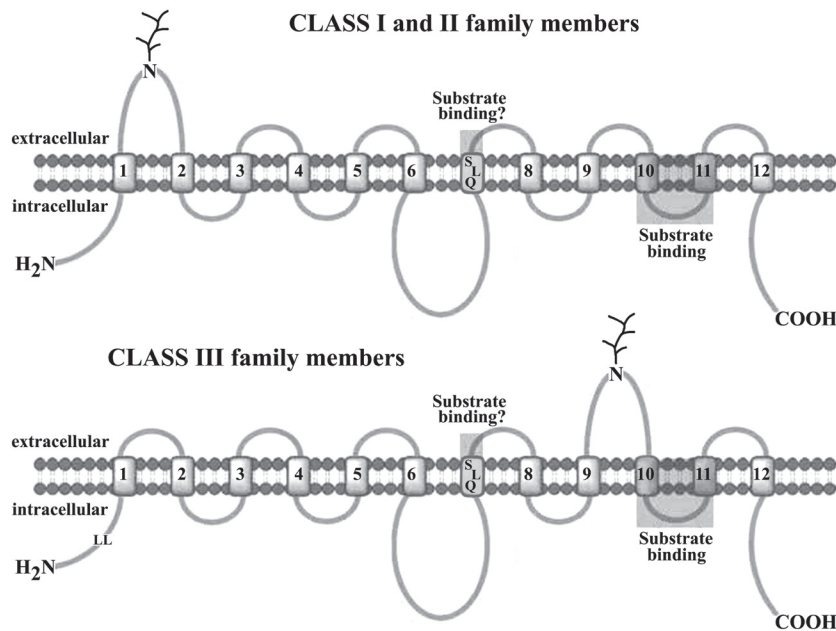 CLASS I and II family members
N
Substrate
binding?
extracellular
1 2 3 4 5 6 S L Q 8 9 10 11 12
intracellular
Substrate
binding
H2N
COOH
CLASS III family members
N
Substrate
binding?
extracellular
1 2 3 4 5 6 S L Q 8 9 10 11 12
intracellular
LL
Substrate
binding
H2N
COOH